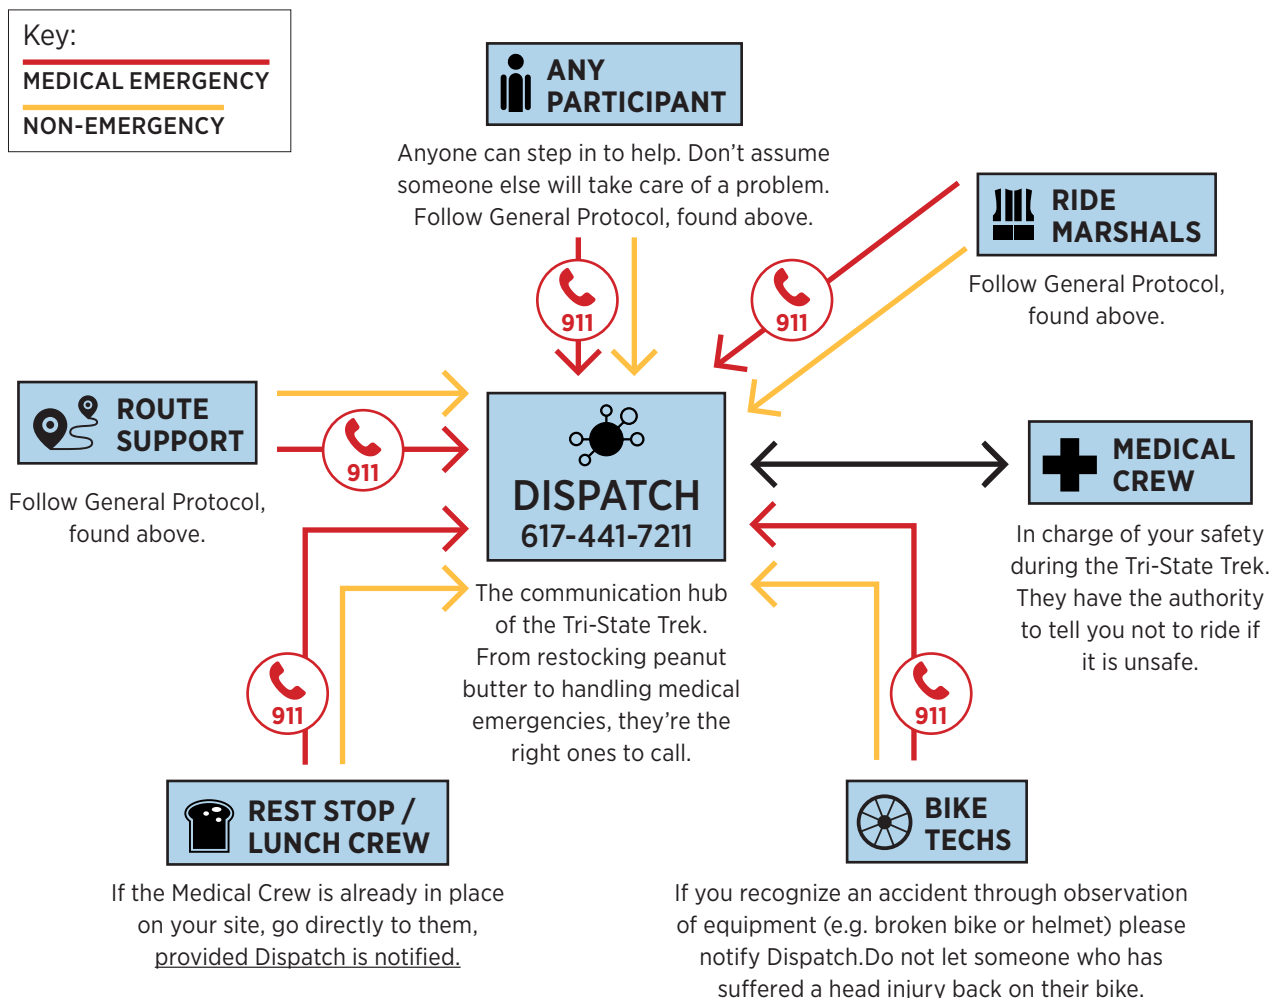 Key:
MEDICAL EMERGENCY
NON-EMERGENCY
ANY
PARTICIPANT
Anyone can step in to help. Don’t assume
someone else will take care of a problem.
Follow General Protocol, found above.
RIDE
MARSHALS
Follow General Protocol,
found above.
911
911
ROUTE
SUPPORT
Follow General Protocol,
found above.
911
DISPATCH
617-441-7211
The communication hub
of the Tri-State Trek.
From restocking peanut
butter to handling medical
emergencies, they’re the
right ones to call.
MEDICAL
CREW
In charge of your safety
during the Tri-State Trek.
They have the authority
to tell you not to ride if
it is unsafe.
911
911
REST STOP /
LUNCH CREW
If the Medical Crew is already in place
on your site, go directly to them,
provided Dispatch is notified.
BIKE
TECHS
If you recognize an accident through observation
of equipment (e.g. broken bike or helmet) please
notify Dispatch.Do not let someone who has
suffered a head injury back on their bike.